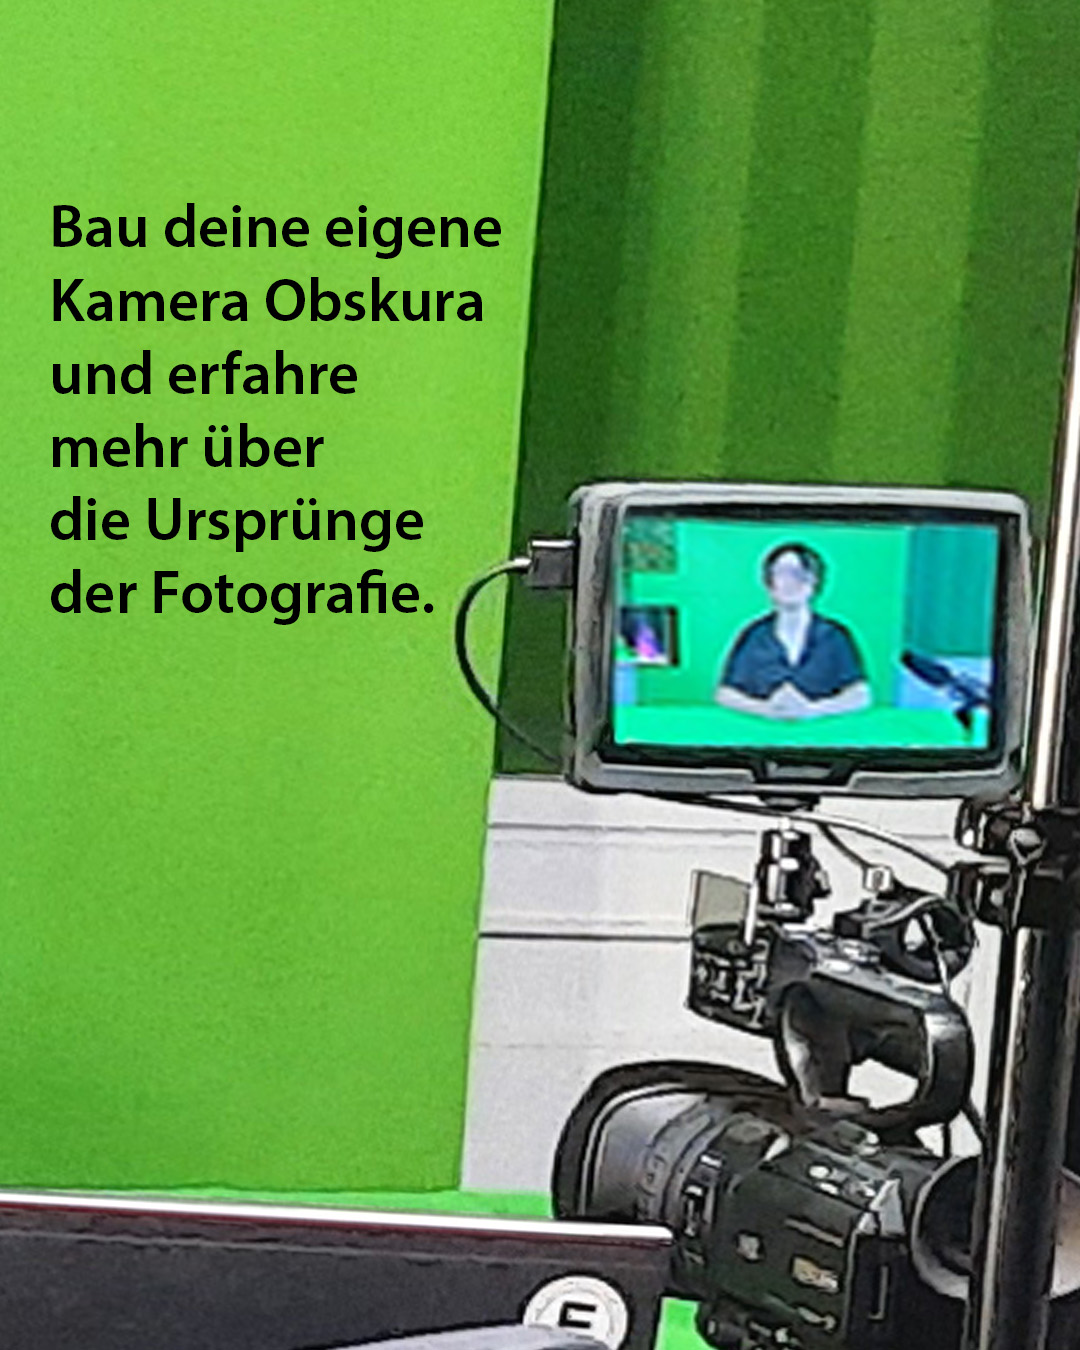 Bau deine eigene
Kamera Obskura
und erfahre
mehr über
die Ursprünge
der Fotografie.
E